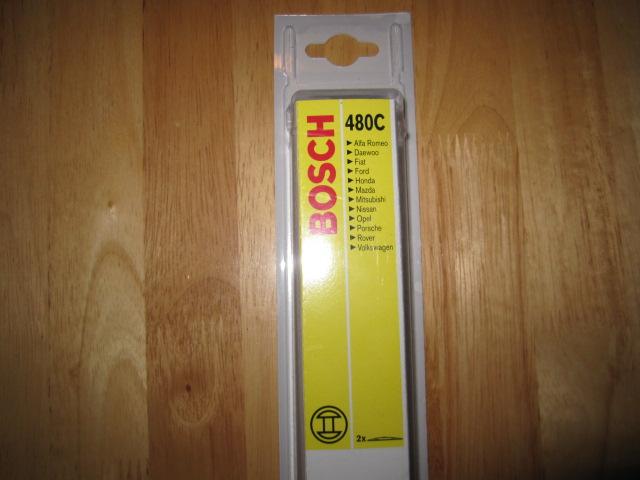 BOSCH
480C
Alfa Romeo
Daewoo
Fiat
Ford
Honda
Mazda
Mitsubishi
Nissan
Opel
Porsche
Rover
Volkswagen
2x